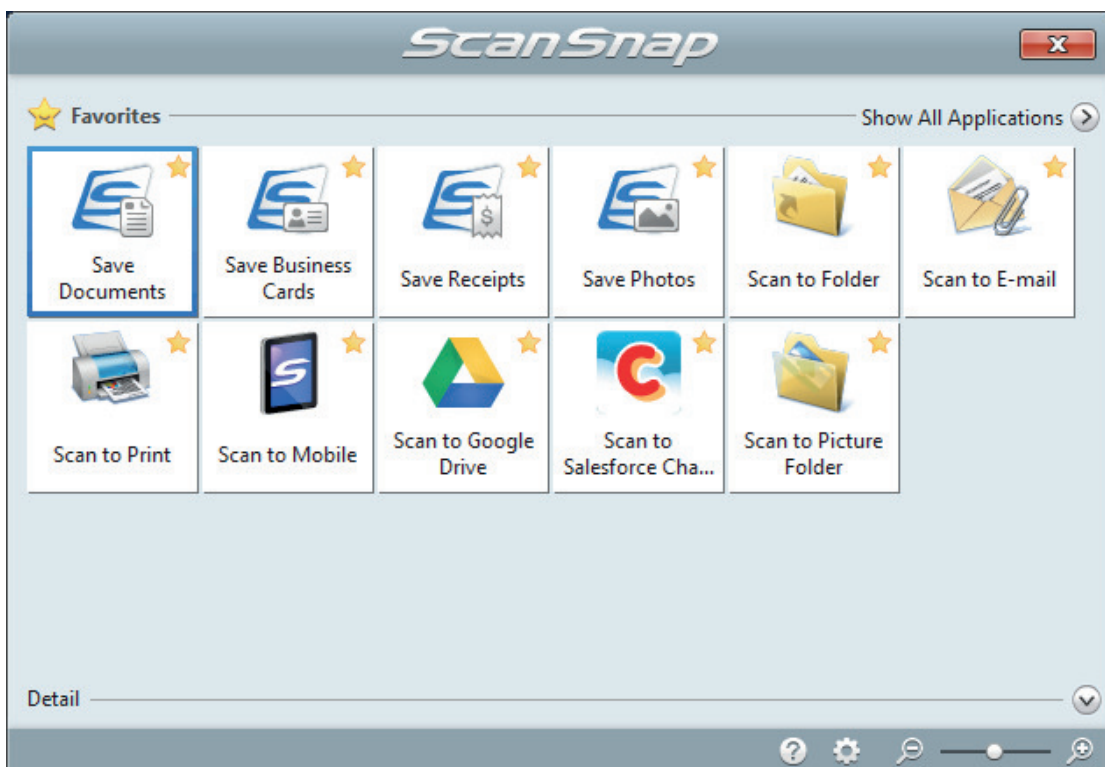 ScanSnap
Favorites
Show All Applications
Save
Documents
Save Business
Cards
Save Receipts
Save Photos
Scan to Folder
Scan to E-mail
Scan to Print
Scan to Mobile
Scan to Google
Drive
Scan to
Salesforce Cha...
Scan to Picture
Folder
Detail